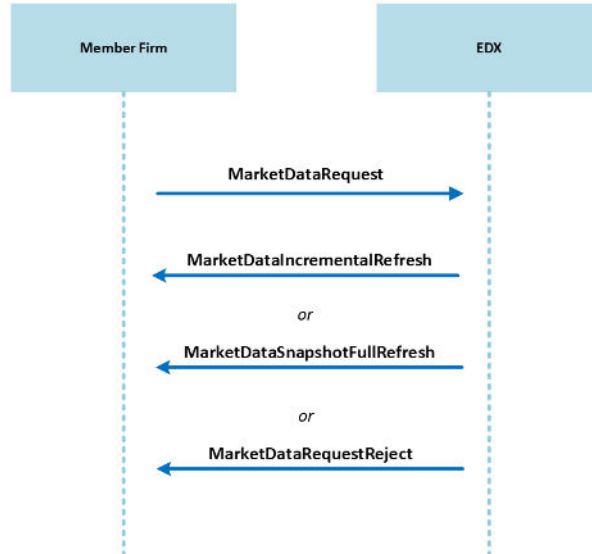 Member Firm
EDX
MarketDataRequest
MarketDataIncrementalRefresh
or
MarketDataSnapshotFullRefresh
or
MarketDataRequestReject